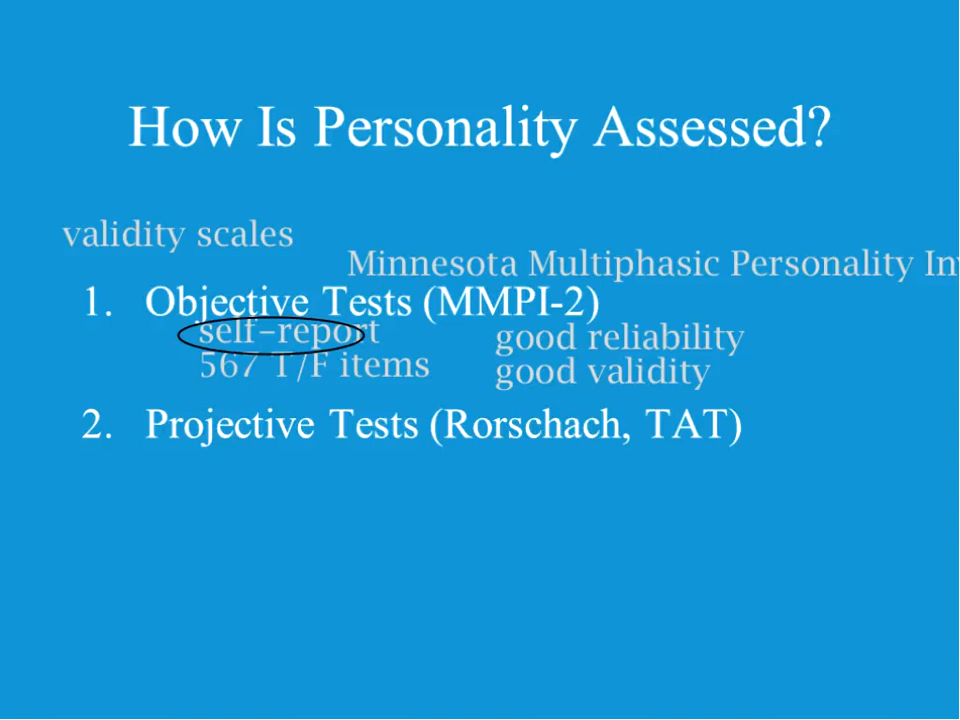 How Is Personality Assessed?
validity scales
Minnesota Multiphasic Personality
1. Objective Tests (MMPI-2)
self-report
good reliability
567 T/F items
good validity
2. Projective Tests (Rorschach, TAT)